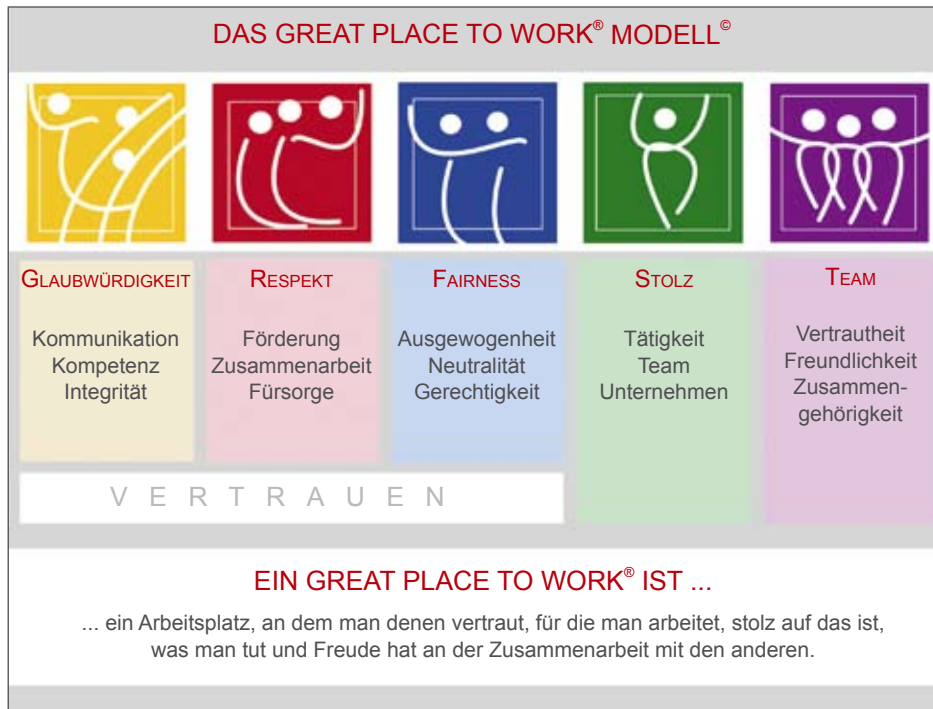 DAS GREAT PLACE TO WORK® MODELL©
GLAUBWÜRDIGKEIT
Kommunikation
Kompetenz
Integrität
RESPEKT
Förderung
Zusammenarbeit
Fürsorge
FAIRNESS
Ausgewogenheit
Neutralität
Gerechtigkeit
STOLZ
Tätigkeit
Team
Unternehmen
TEAM
Vertrautheit
Freundlichkeit
Zusammen-
gehörigkeit
VERTRAUEN
EIN GREAT PLACE TO WORK® IST ...
... ein Arbeitsplatz, an dem man denen vertraut, für die man arbeitet, stolz auf das ist,
was man tut und Freude hat an der Zusammenarbeit mit den anderen.